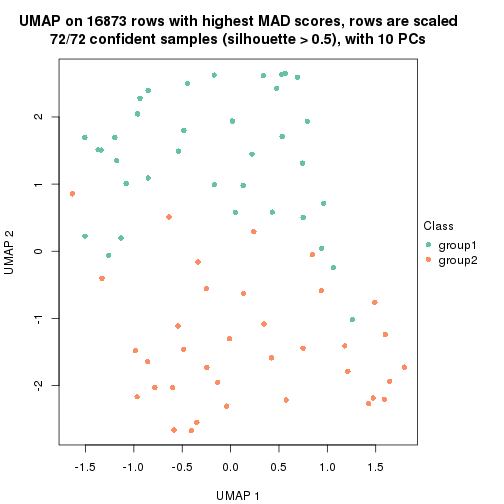 UMAP on 16873 rows with highest MAD scores, rows are scaled
72/72 confident samples (silhouette > 0.5), with 10 PCs
UMAP 2
2
1
0
-1
-2
-1.5
-1.0
-0.5
0.0
0.5
1.0
1.5
UMAP 1
Class
group1
group2